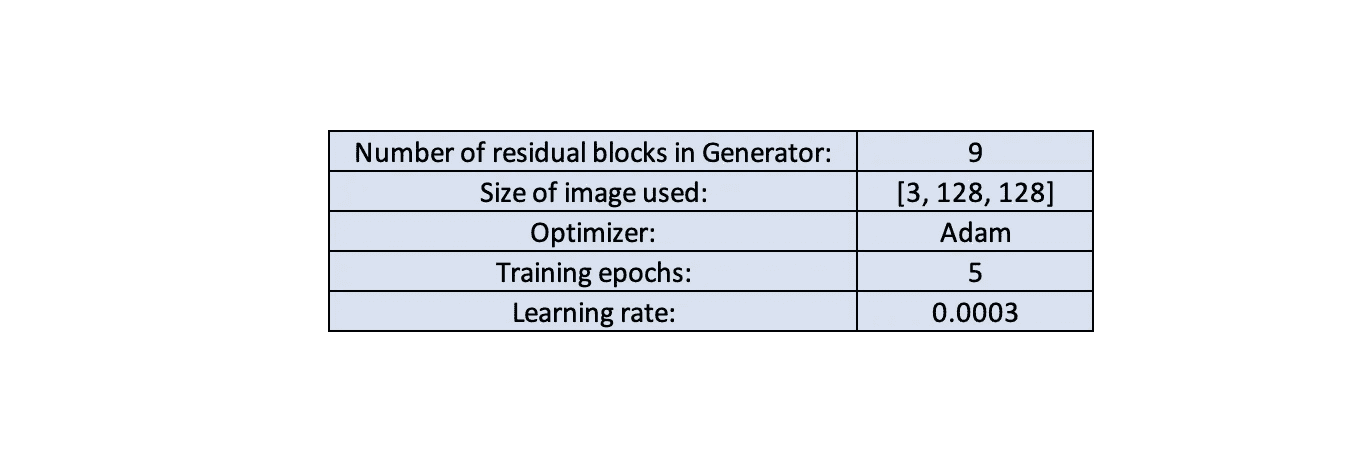 Number of residual blocks in Generator: 9
Size of image used: [3, 128, 128]
Optimizer: Adam
Training epochs: 5
Learning rate: 0.0003